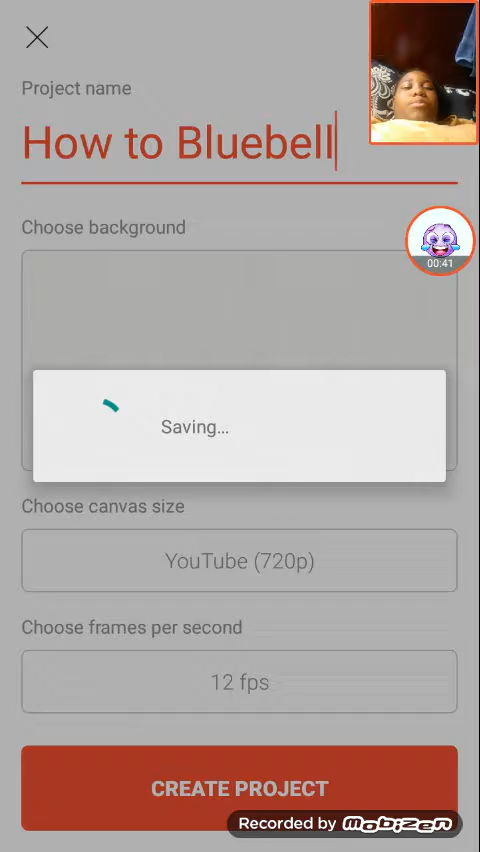 Project name
How to Bluebell
Choose background
00:41
Saving...
Choose canvas size
YouTube (720p)
Choose frames per second
12 fps
CREATE PROJECT
Recorded by MOBIZEN